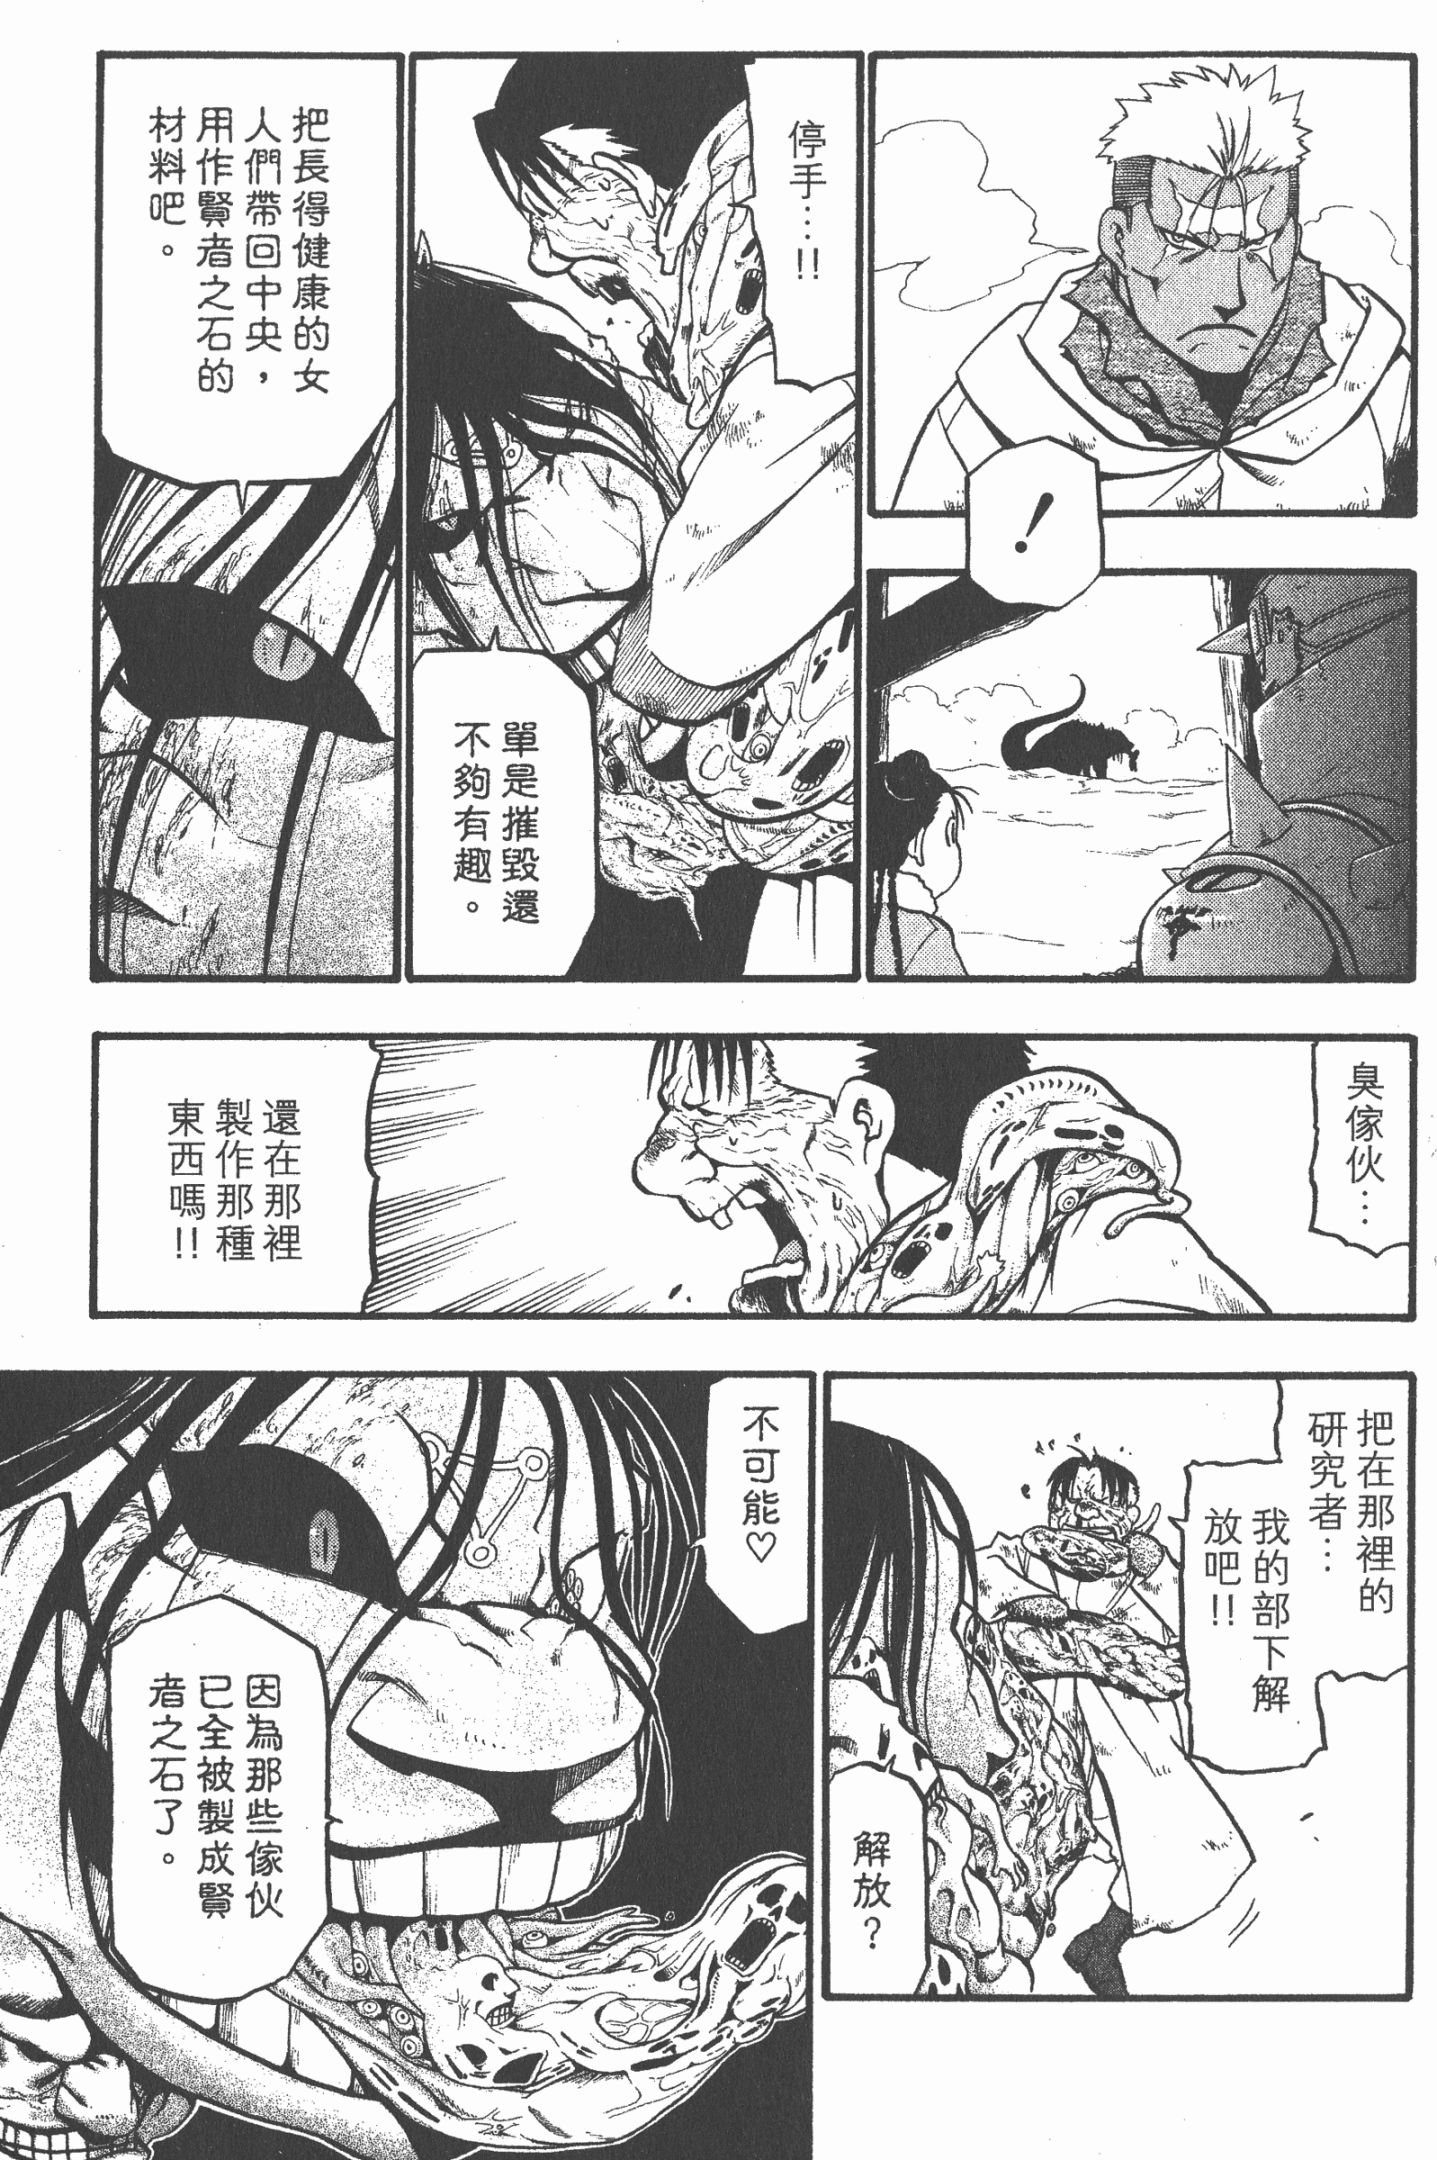 ！
停手…!!
單是摧毀還
不夠有趣。
把長得健康的女
人們帶回中央，
用作賢者之石的
材料吧。
臭傢伙…
還在那裡
製作那種
東西嗎!!
把在那裡的
研究者…
我的部下解
放吧!!
解放？
不可能♡
因為那些傢伙
已全被製成賢
者之石了。